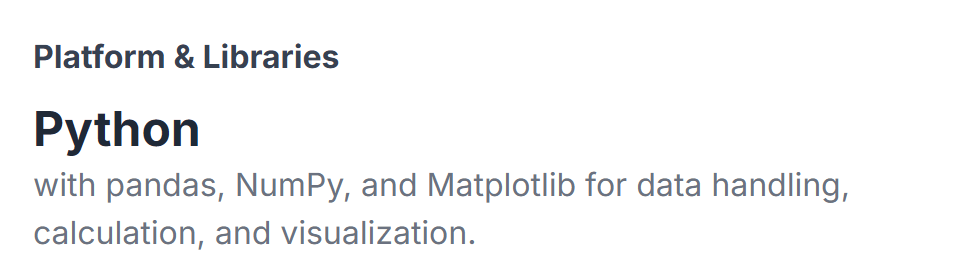 Platform & Libraries
Python
with pandas, NumPy, and Matplotlib for data handling,
calculation, and visualization.